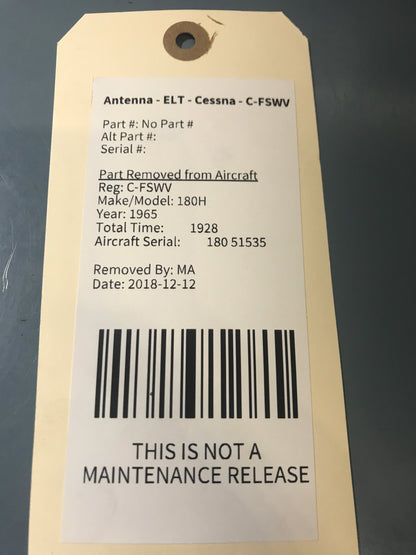 Antenna - ELT - Cessna - C-FSWV
Part #: No Part #
Alt Part #:
Serial #:
Part Removed from Aircraft
Reg: C-FSWV
Make/Model: 180H
Year: 1965
Total Time: 1928
Aircraft Serial: 180 51535
Removed By: MA
Date: 2018-12-12
THIS IS NOT A
MAINTENANCE RELEASE